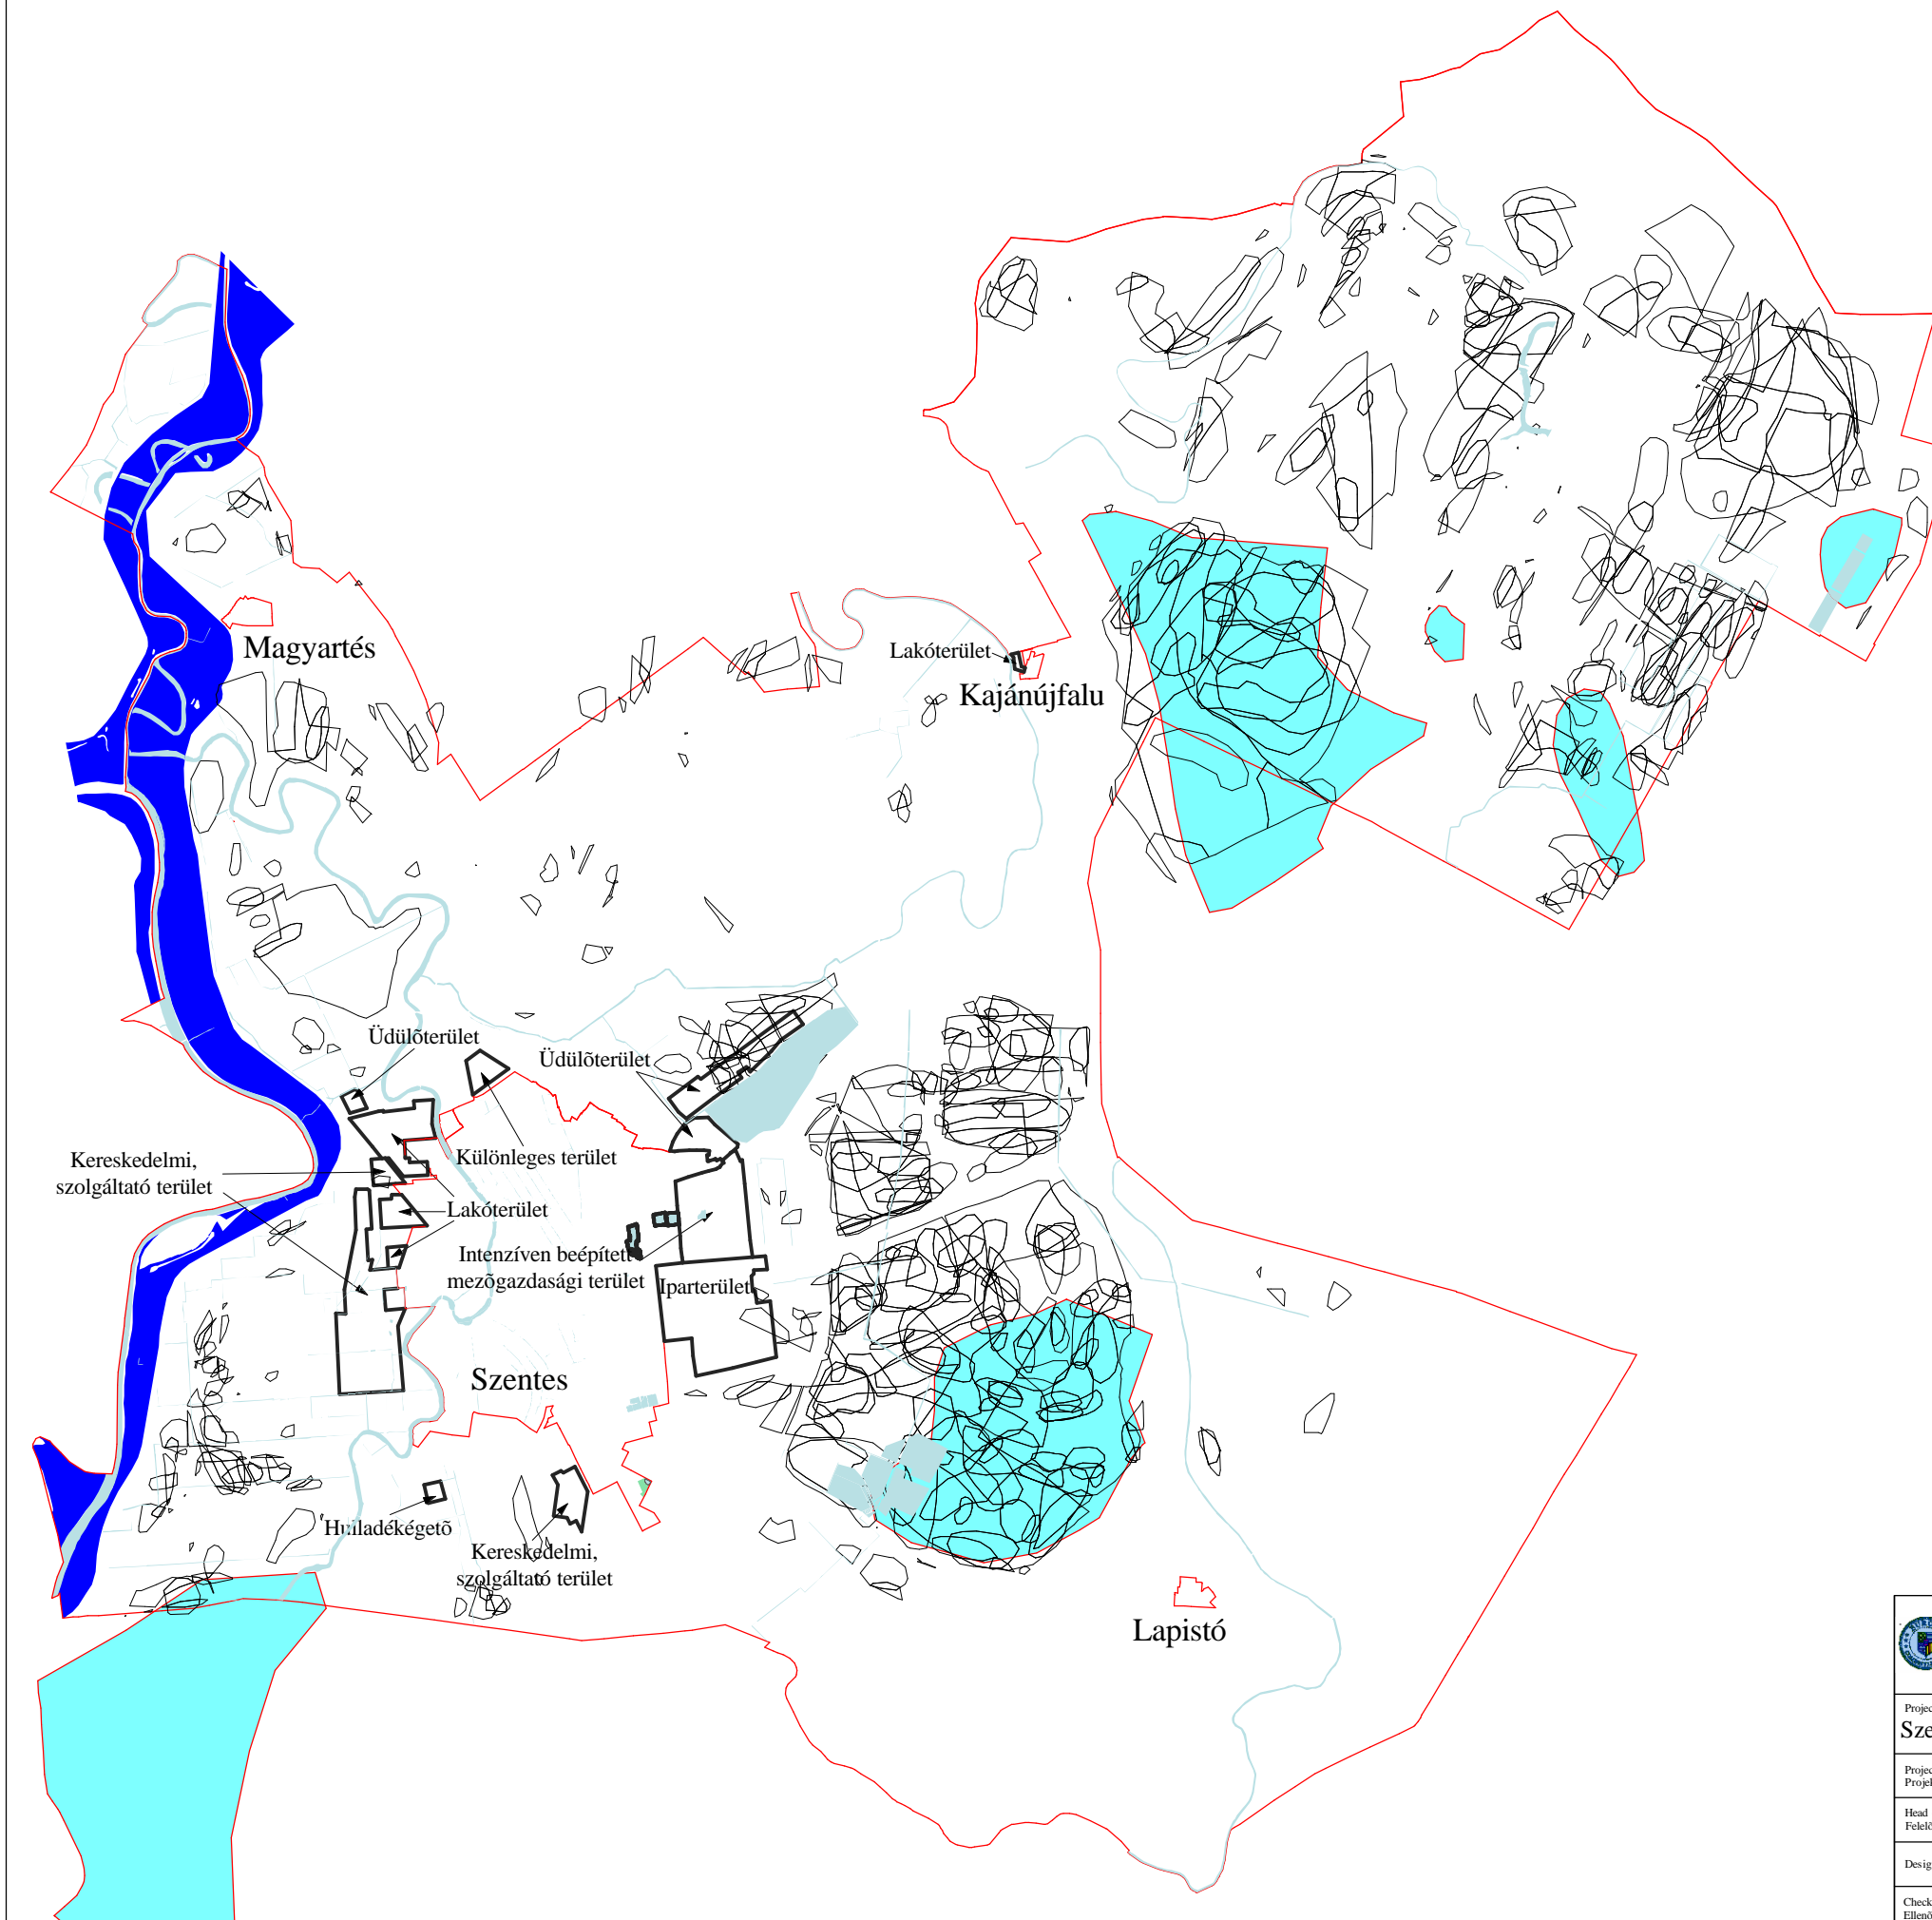 Magyartés
Lakóterület
Kajánújfalu
Üdülõterület
Üdülõterület
Kereskedelmi,
szolgáltató terület
Különleges terület
Lakóterület
Intenzíven beépített
mezõgazdasági terület
Iparterület
Szentes
Hulladékégetõ
Kereskedelmi,
szolgáltató terület
Lapistó
Head